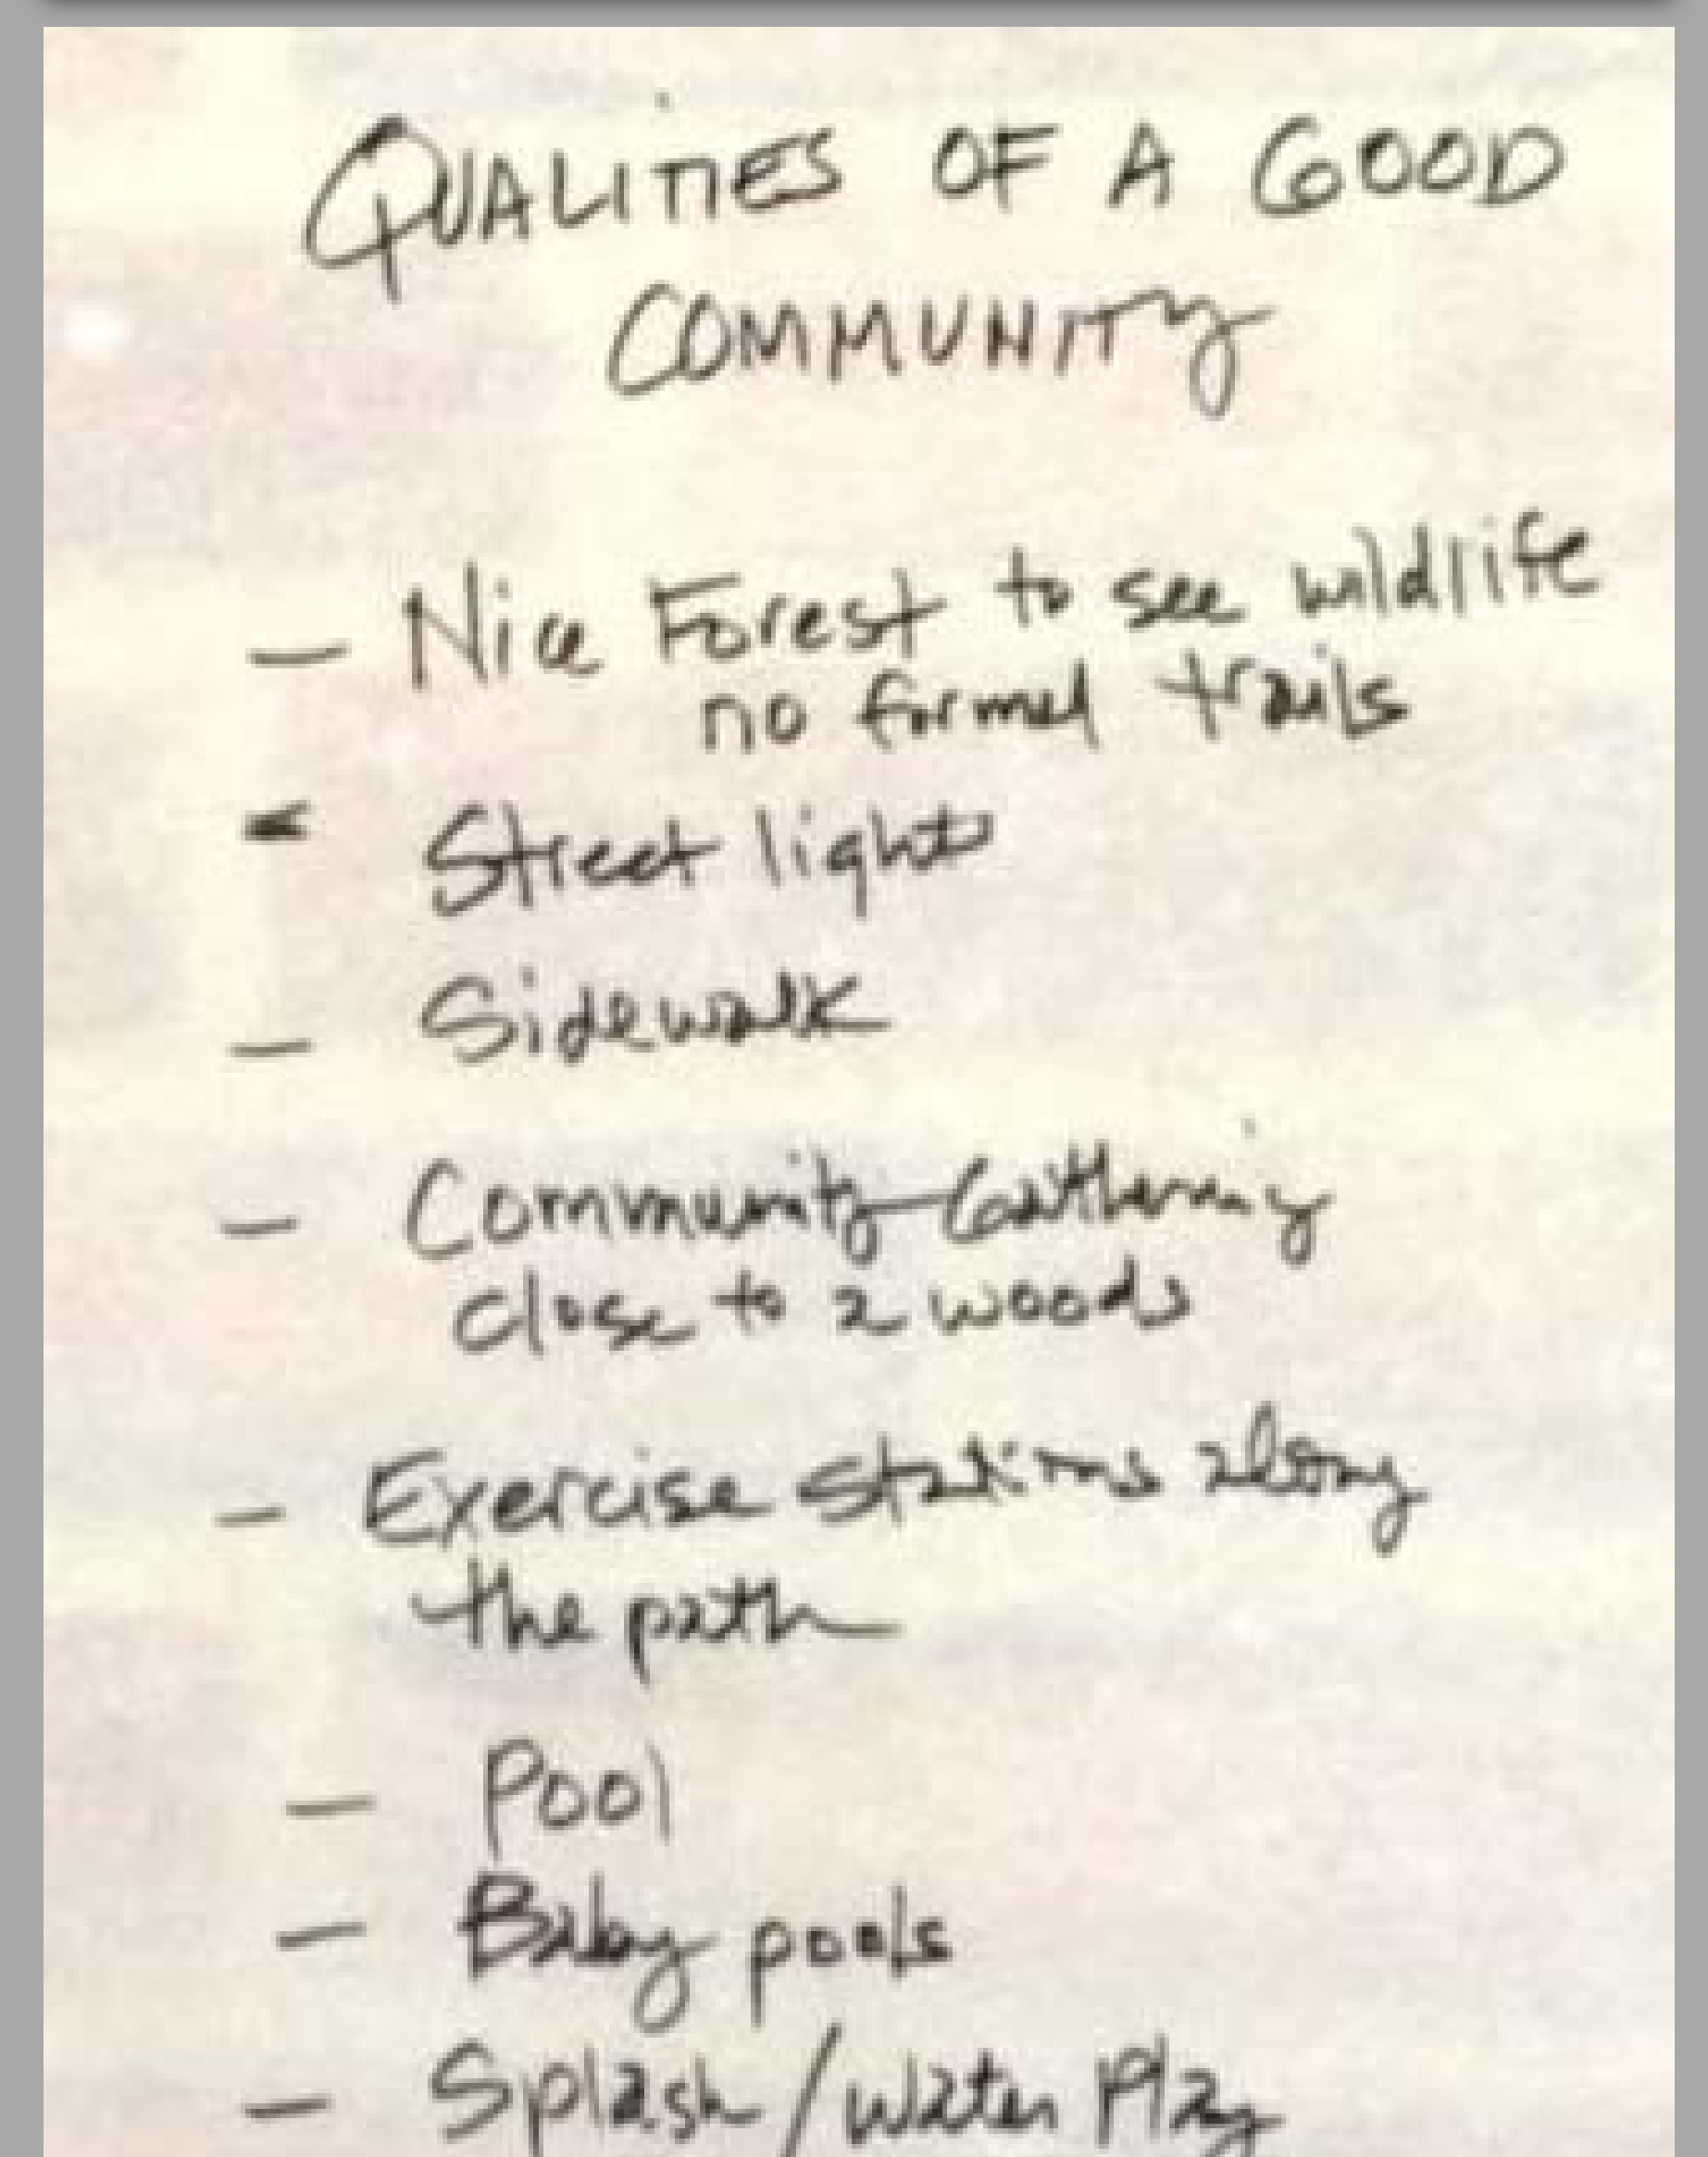 QUALITIES OF A GOOD
COMMUNITY
- Nice Forest to see wildlife
no formal trails
- Street lights
- Sidewalk
- Community Gathering
close to a woods
- Exercise stations along
the path
- Pool
- Baby pools
- Splash/Water Play